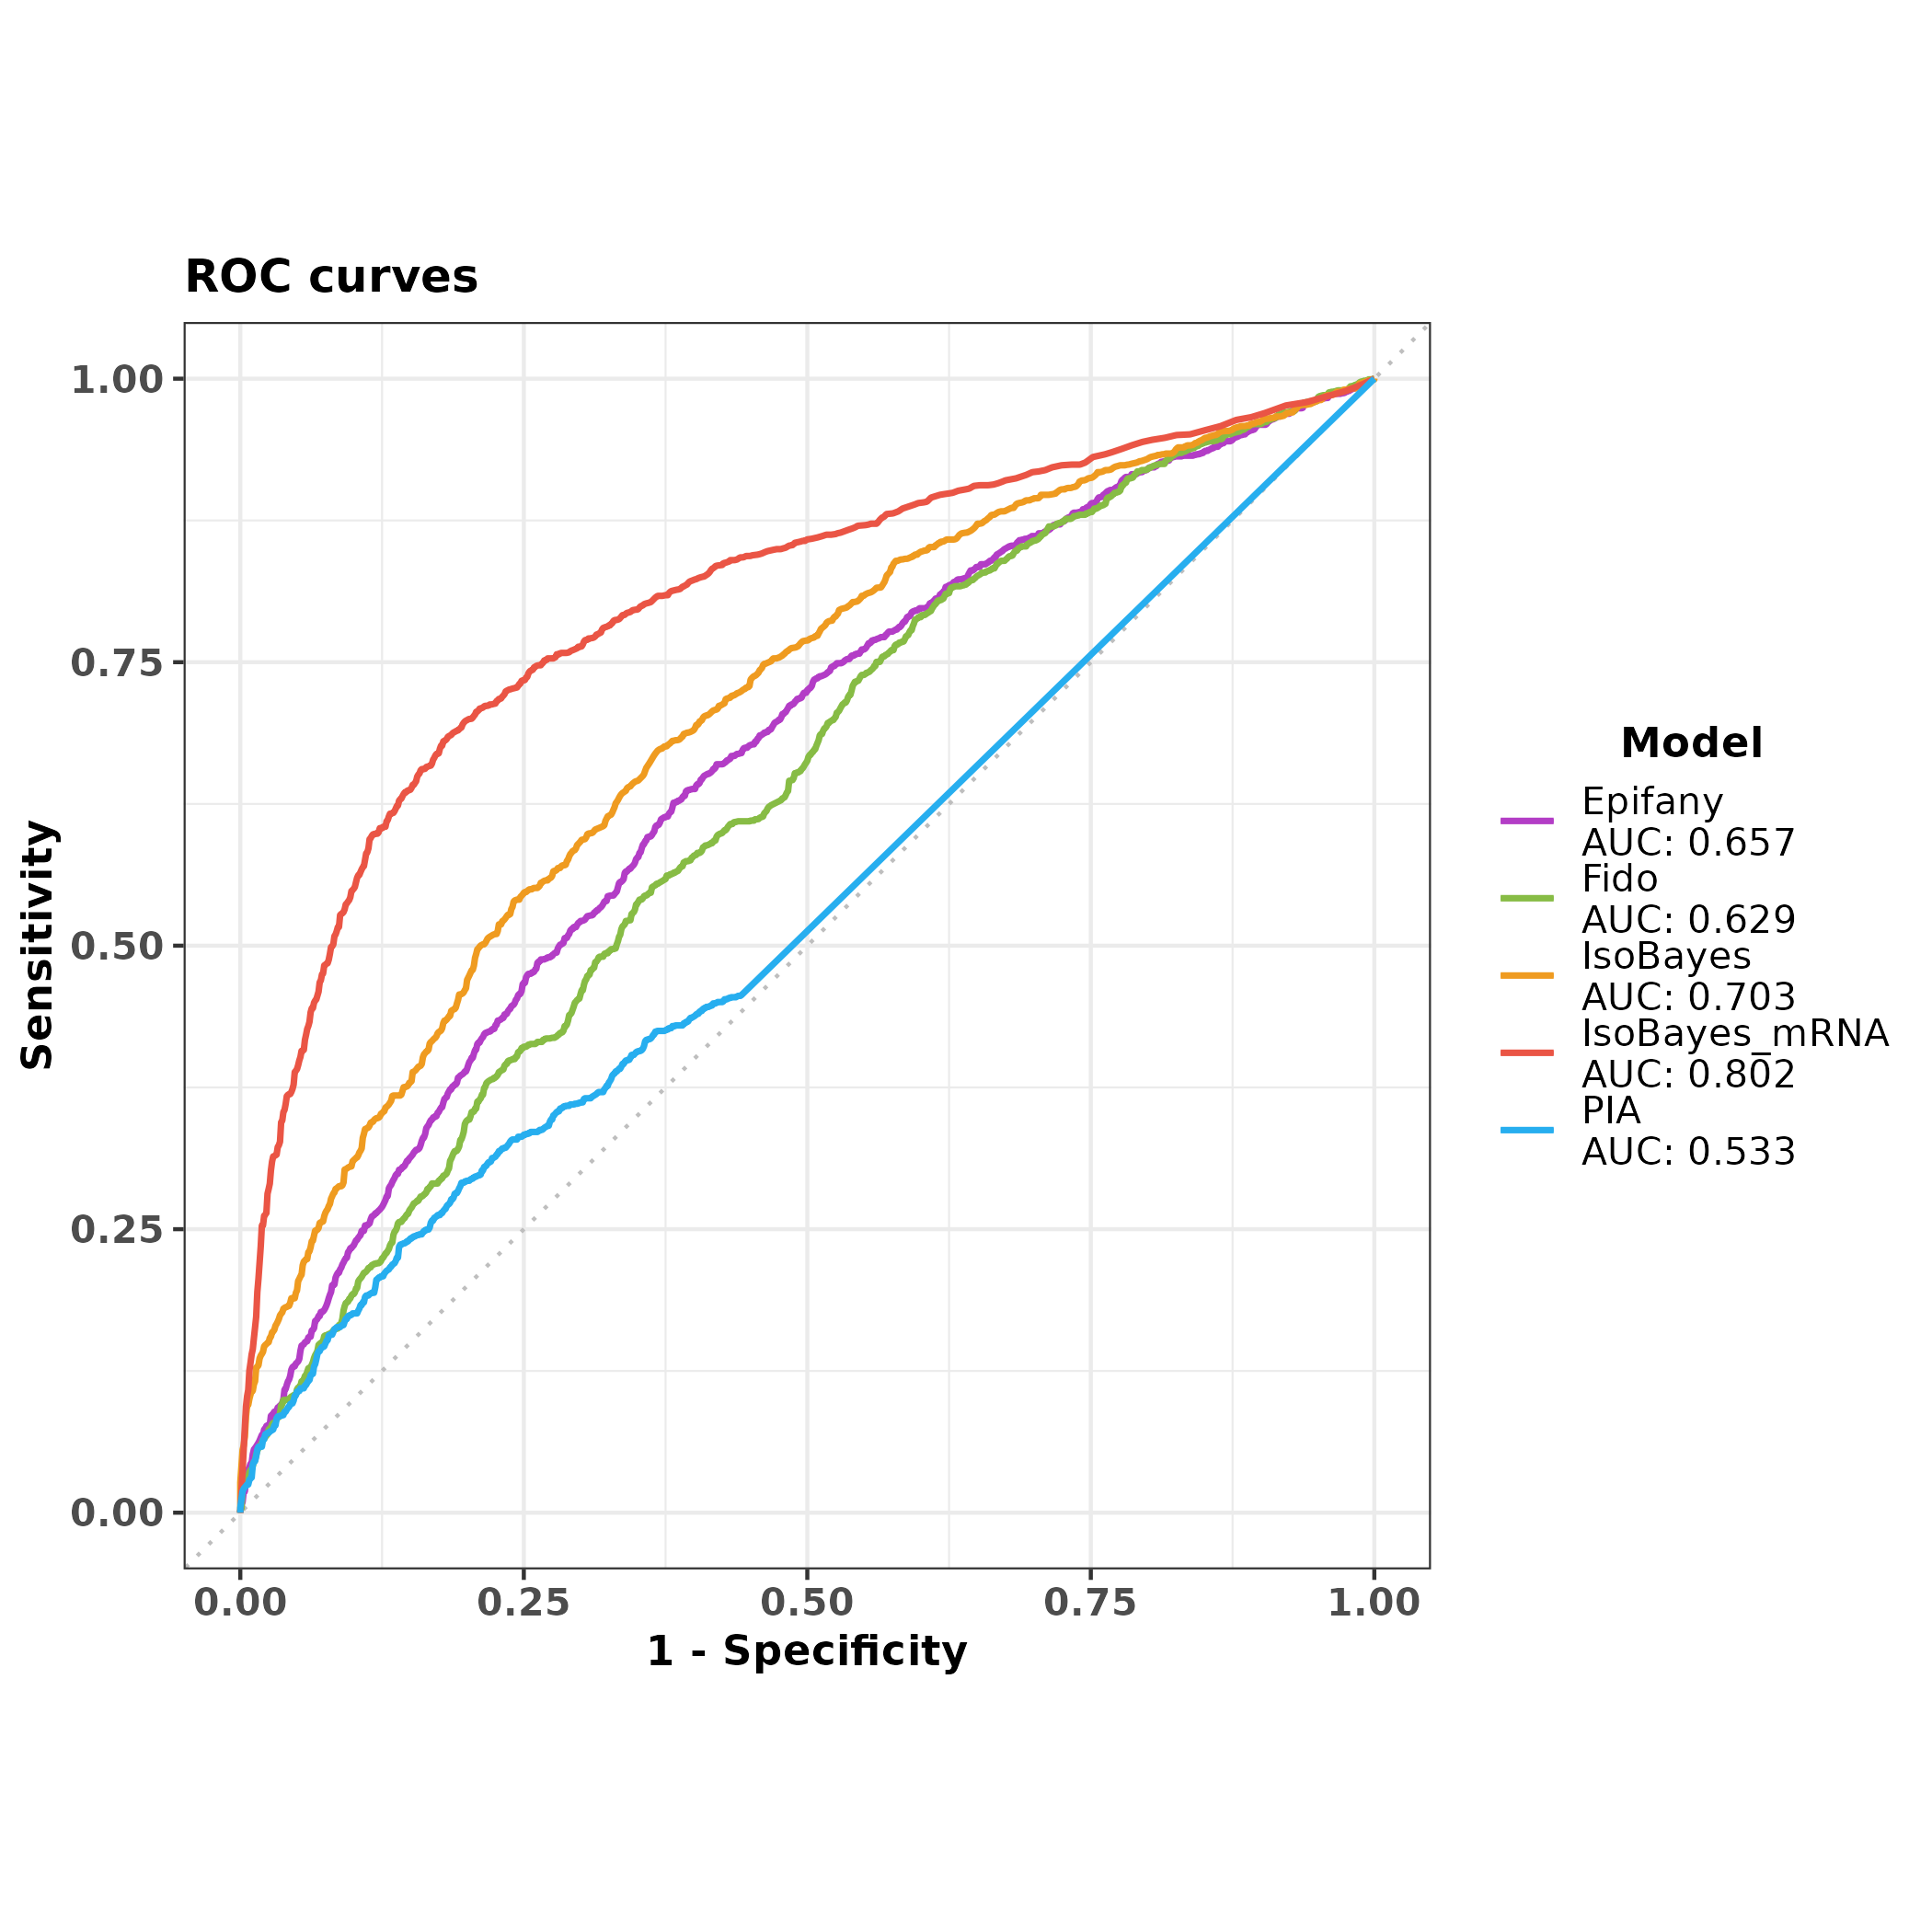 ROC curves
1.00
0.75
0.50
0.25
0.00
Sensitivity
0.00 0.25 0.50 0.75 1.00
1 - Specificity
Model
Epifany
AUC: 0.657
Fido
AUC: 0.629
IsoBayes
AUC: 0.703
IsoBayes_mRNA
AUC: 0.802
PIA
AUC: 0.533